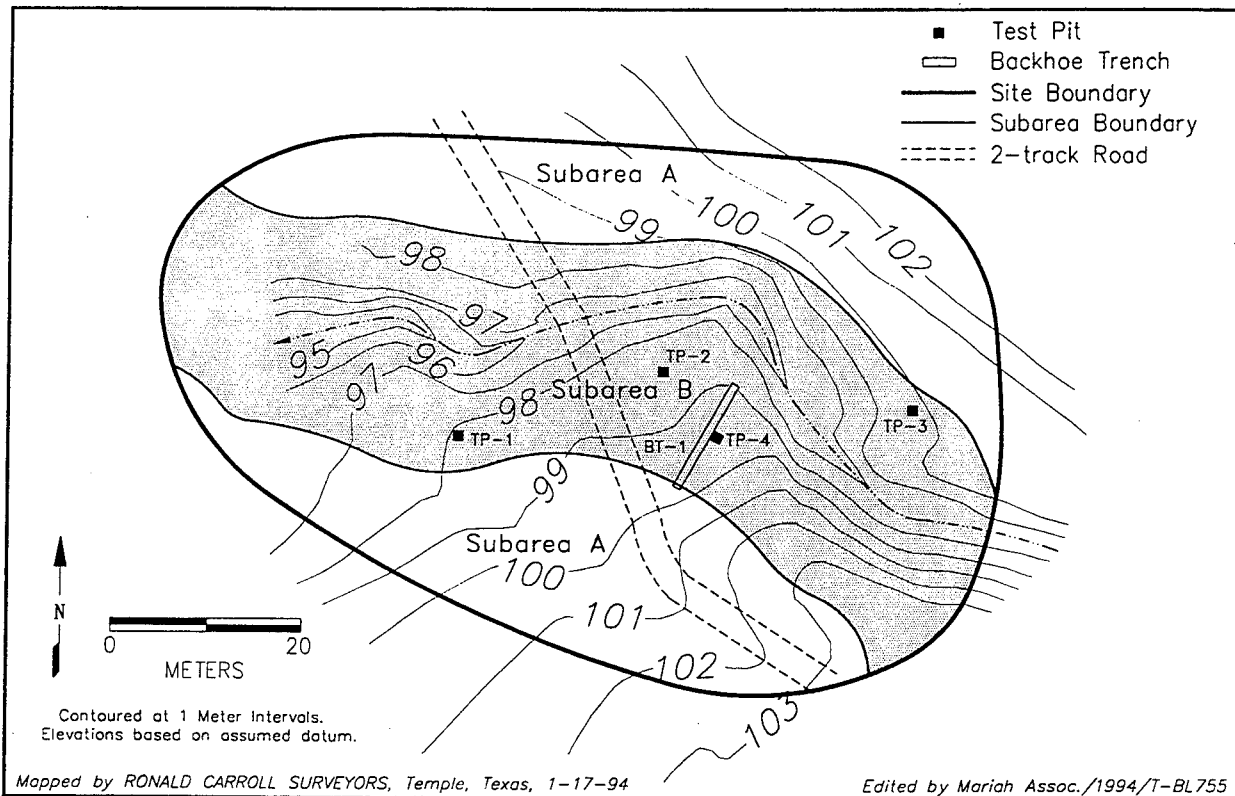 Test Pit
Backhoe Trench
Site Boundary
Subarea Boundary
2-track Road
Subarea A
99
100
101
102
98
97
95
96
97
TP-2
Subarea B
98
TP-3
TP-1
BT-1
TP-4
99
Subarea A
100
101
102
103
N
0 20
METERS
Contoured at 1 Meter Intervals.
Elevations based on assumed datum.
Mapped by RONALD CARROLL SURVEYORS, Temple, Texas, 1-17-94
Edited by Mariah Assoc./1994/T-BL755